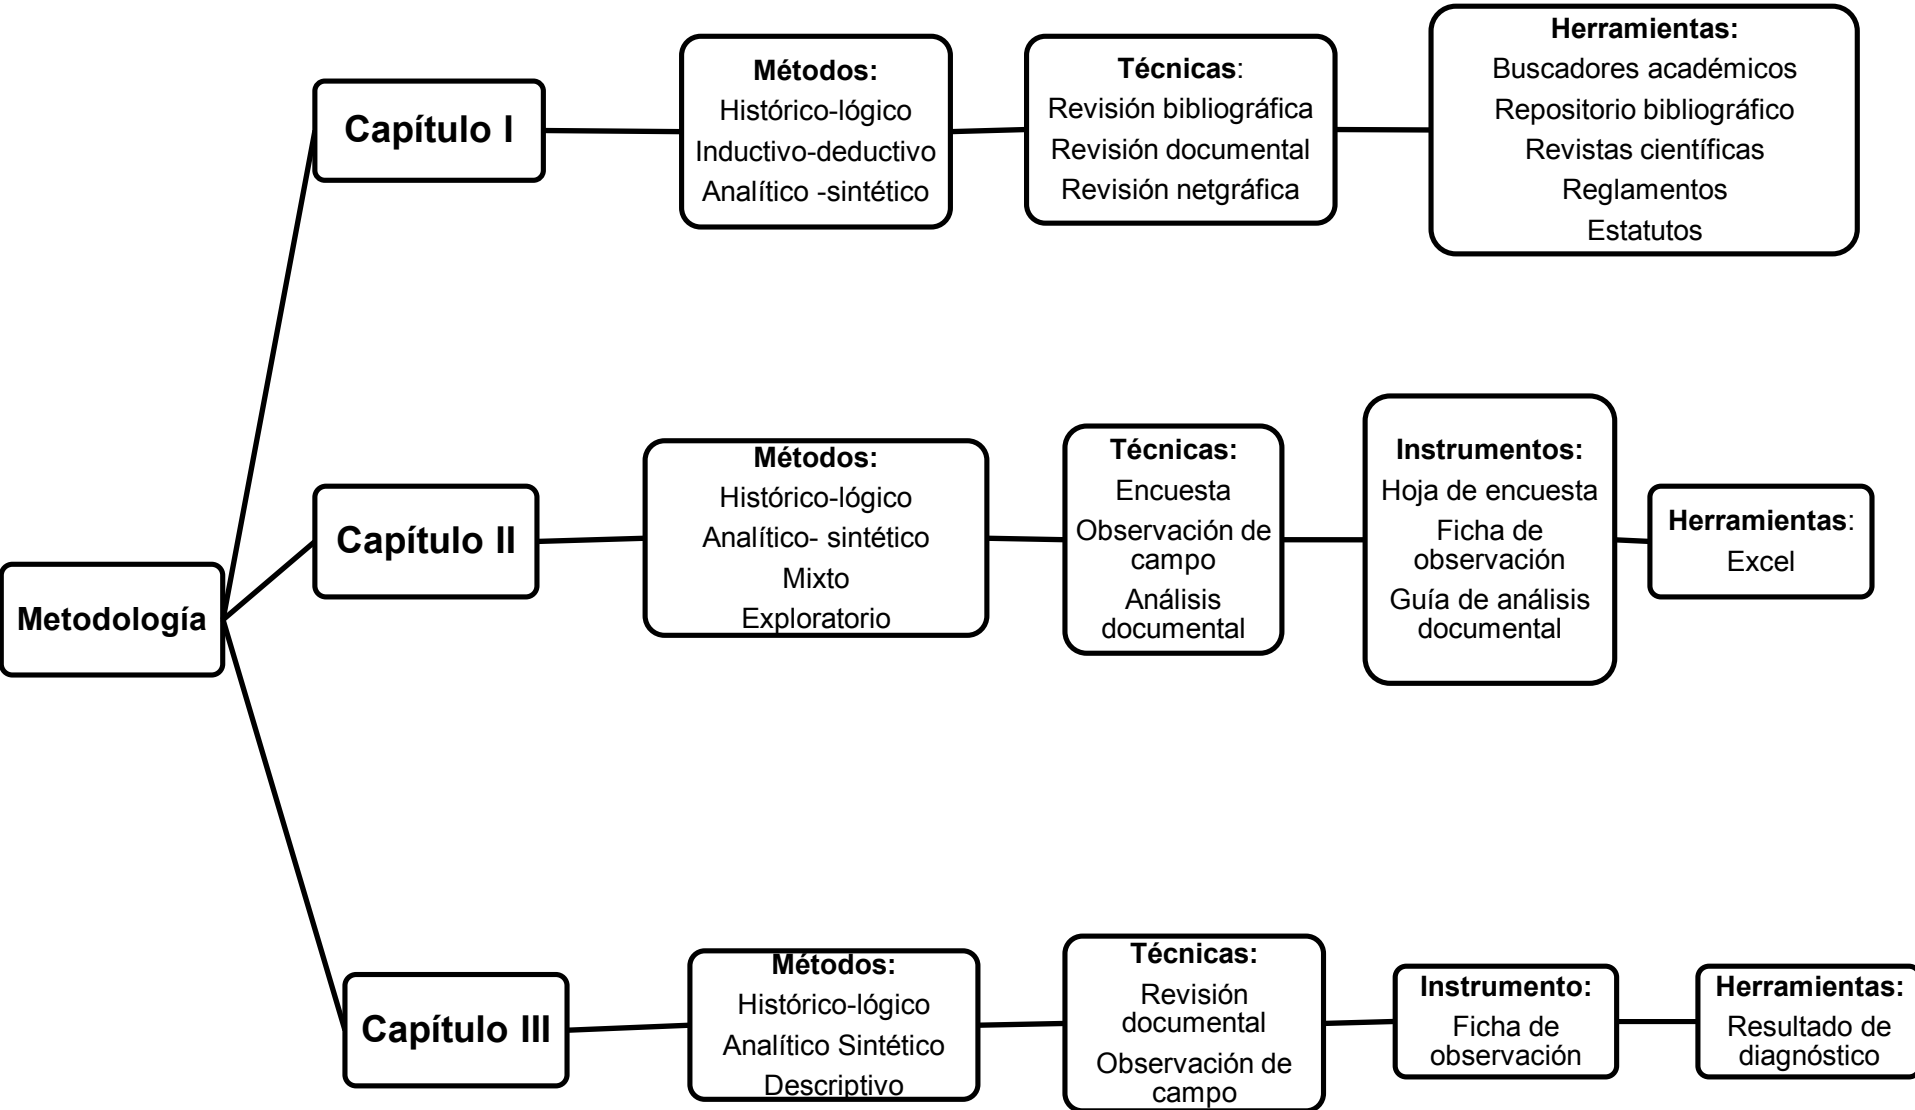 Metodología
Capítulo I
Métodos:
Histórico-lógico
Inductivo-deductivo
Analítico -sintético
Técnicas:
Revisión bibliográfica
Revisión documental
Revisión netgráfica
Herramientas:
Buscadores académicos
Repositorio bibliográfico
Revistas científicas
Reglamentos
Estatutos
Capítulo II
Métodos:
Histórico-lógico
Analítico- sintético
Mixto
Exploratorio
Técnicas:
Encuesta
Observación de
campo
Análisis
documental
Instrumentos:
Hoja de encuesta
Ficha de
observación
Guía de análisis
documental
Herramientas:
Excel
Capítulo III
Métodos:
Histórico-lógico
Analítico Sintético
Descriptivo
Técnicas:
Revisión
documental
Observación de
campo
Instrumento:
Ficha de
observación
Herramientas:
Resultado de
diagnóstico